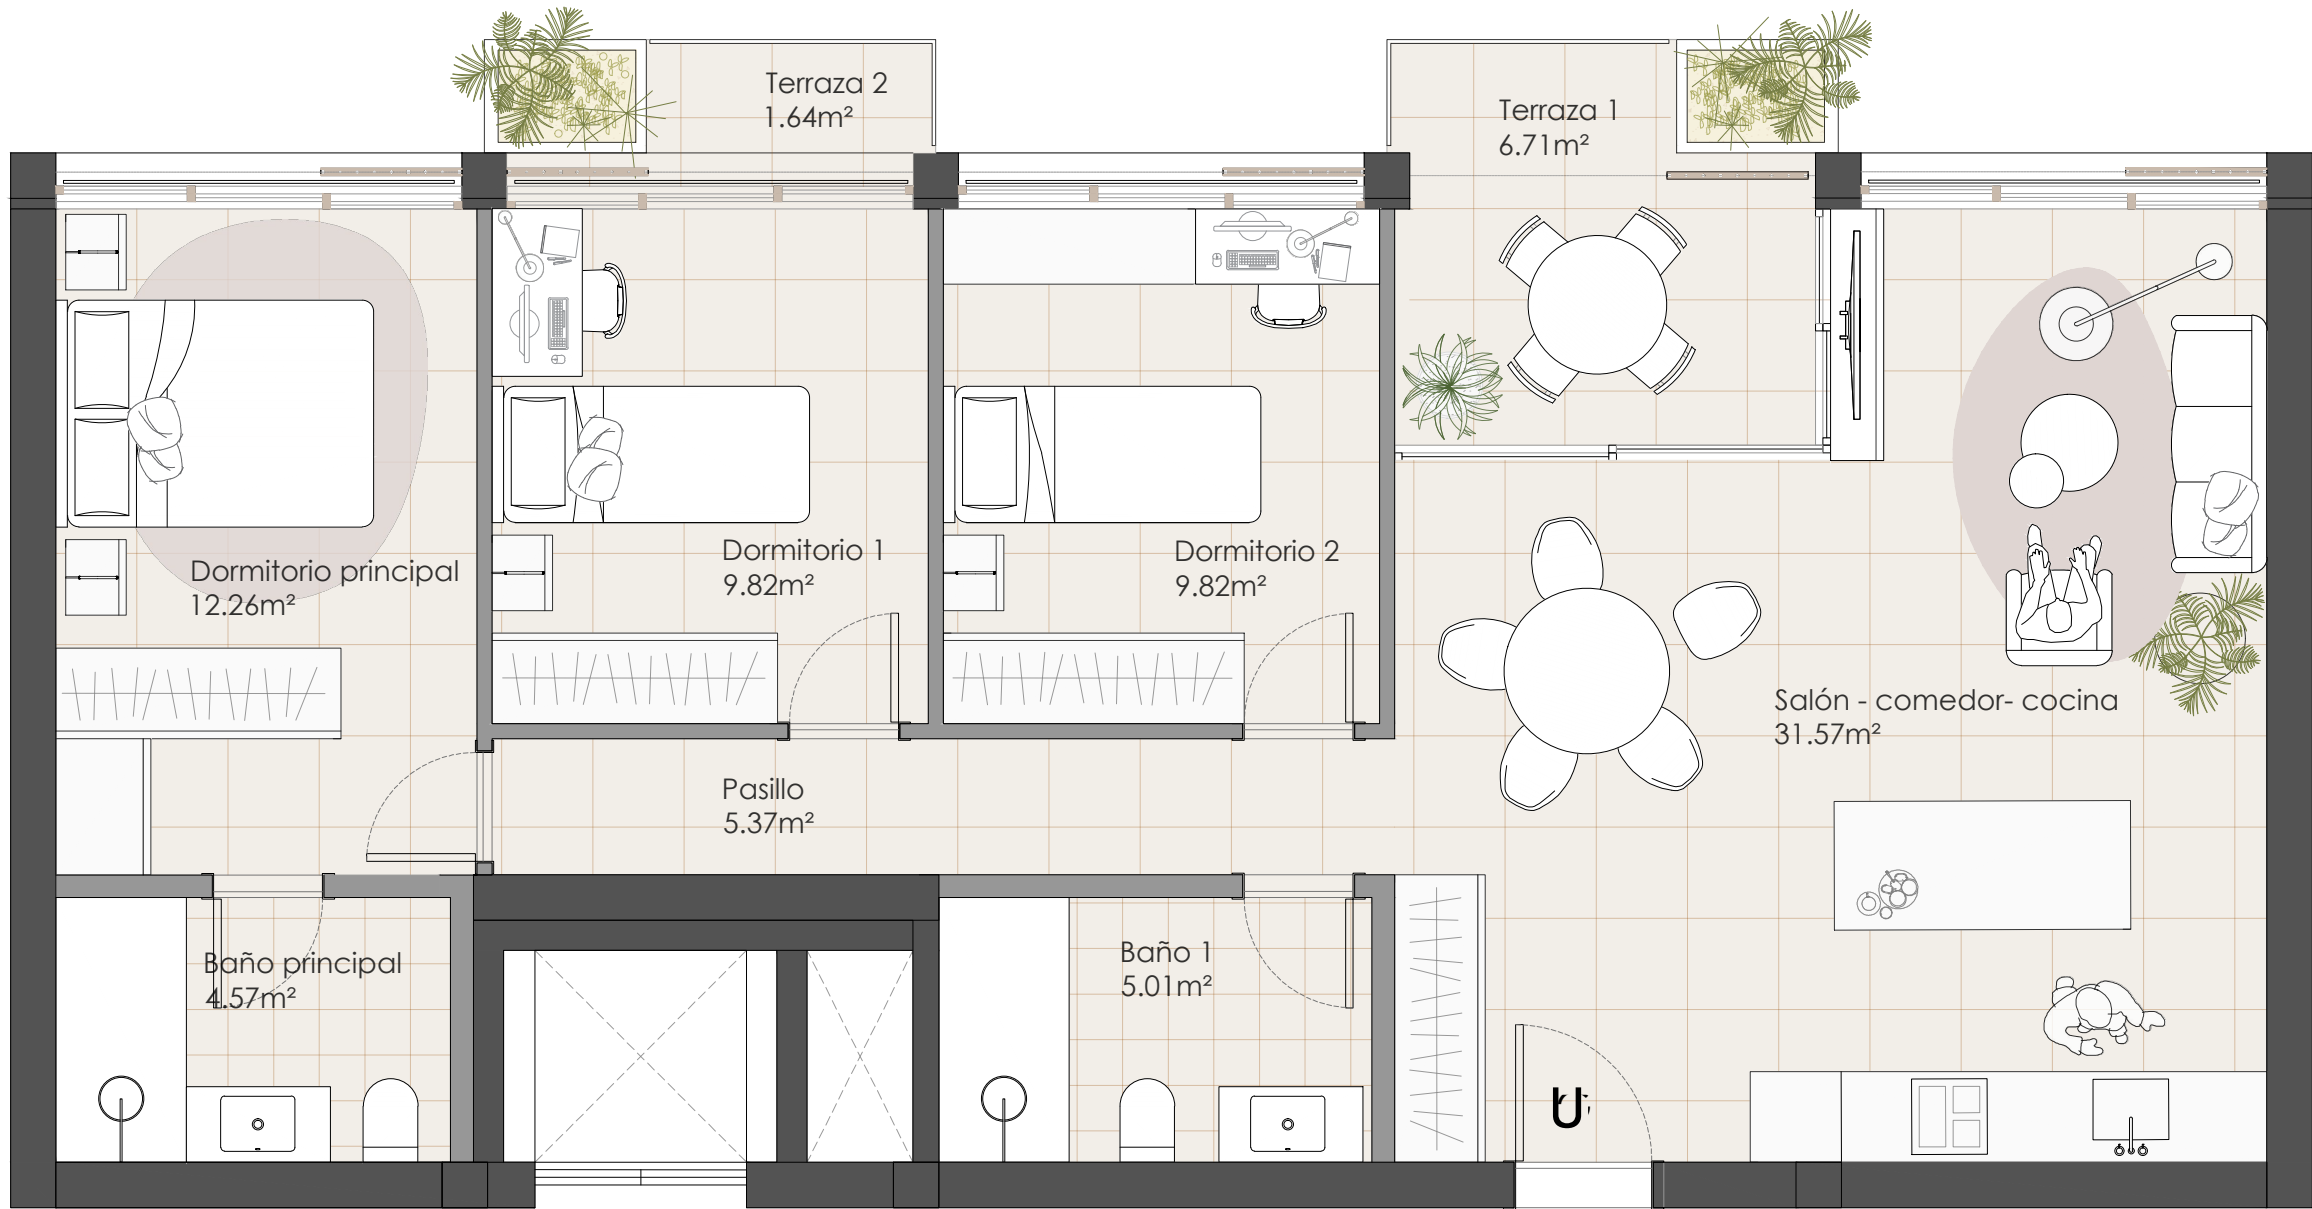 Terraza 2
1.64m²
Terraza 1
6.71m²
Dormitorio principal
12.26m²
Dormitorio 1
9.82m²
Dormitorio 2
9.82m²
Salón - comedor- cocina
31.57m²
Pasillo
5.37m²
Baño principal
4.57m²
Baño 1
5.01m²